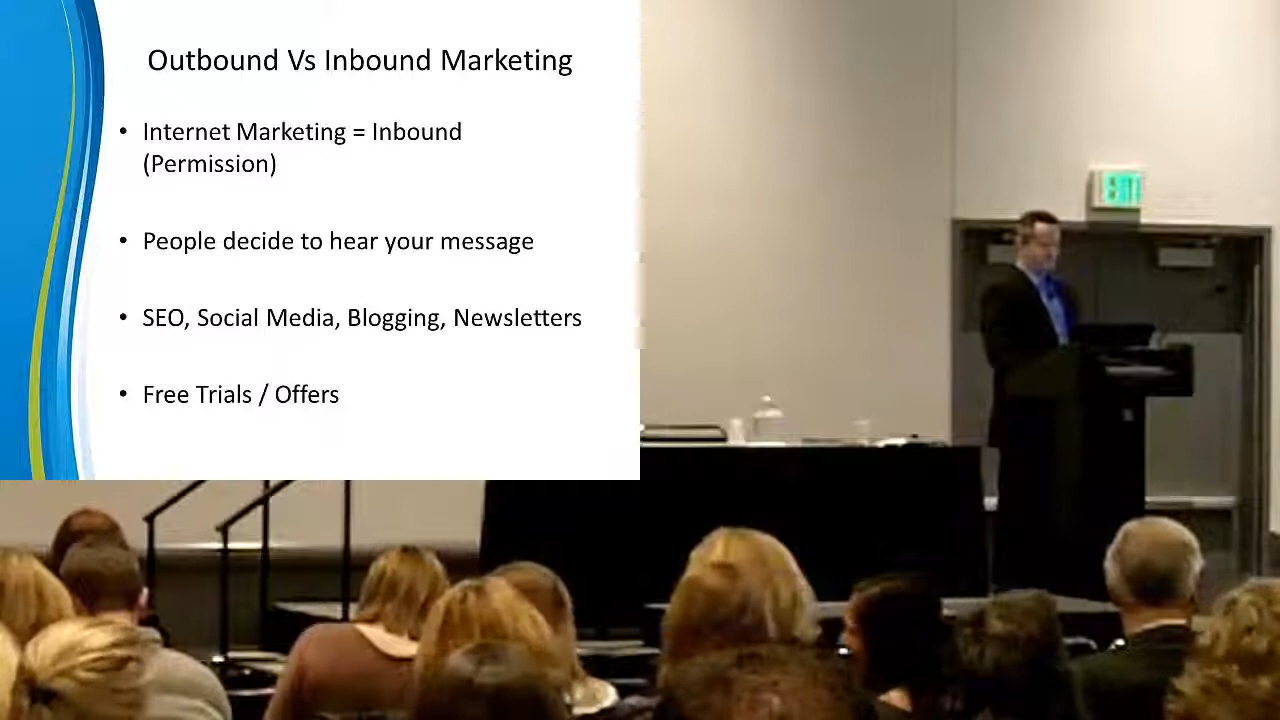 Outbound Vs Inbound Marketing
• Internet Marketing = Inbound
(Permission)
• People decide to hear your message
• SEO, Social Media, Blogging, Newsletters
• Free Trials / Offers
EXIT